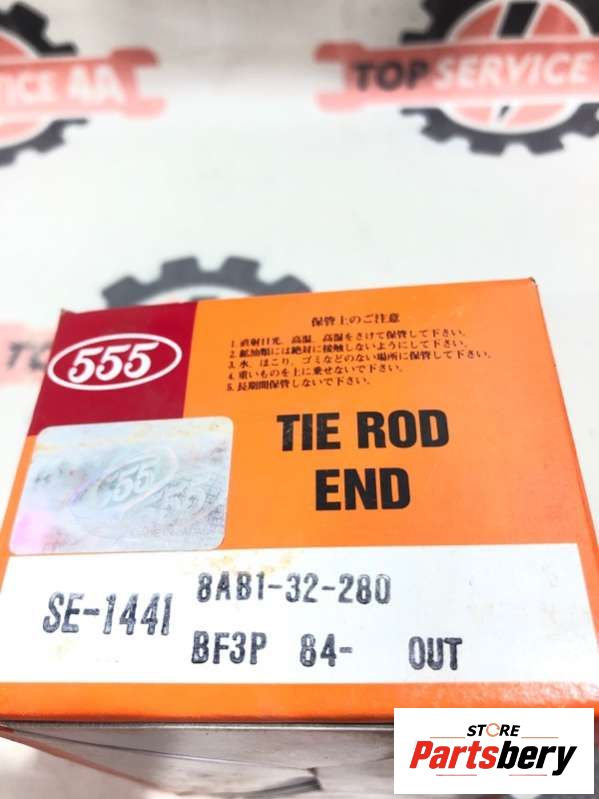 SERVICE 4A
TOP SERVICE
555
保管上のご注意
1. 直射日光、高温、高湿をさけて保管して下さい。
2. 鉱油類には絶対に接触しないようにして下さい。
3. 水、ほこり、ゴミなどのない場所に保管して下さい。
4. 重いものを上に乗せないで下さい。
5. 長期間保管しないで下さい。
TIE ROD
END
555
55
SE-1441
8AB1-32-280
BF3P 84- OUT
STORE
Partsbery